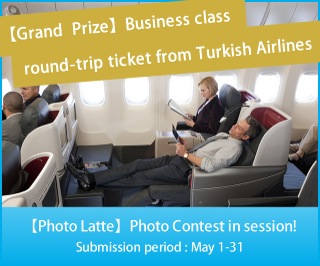 【Grand Prize】Business class
round-trip ticket from Turkish Airlines
【Photo Latte】Photo Contest in session!
Submission period : May 1-31